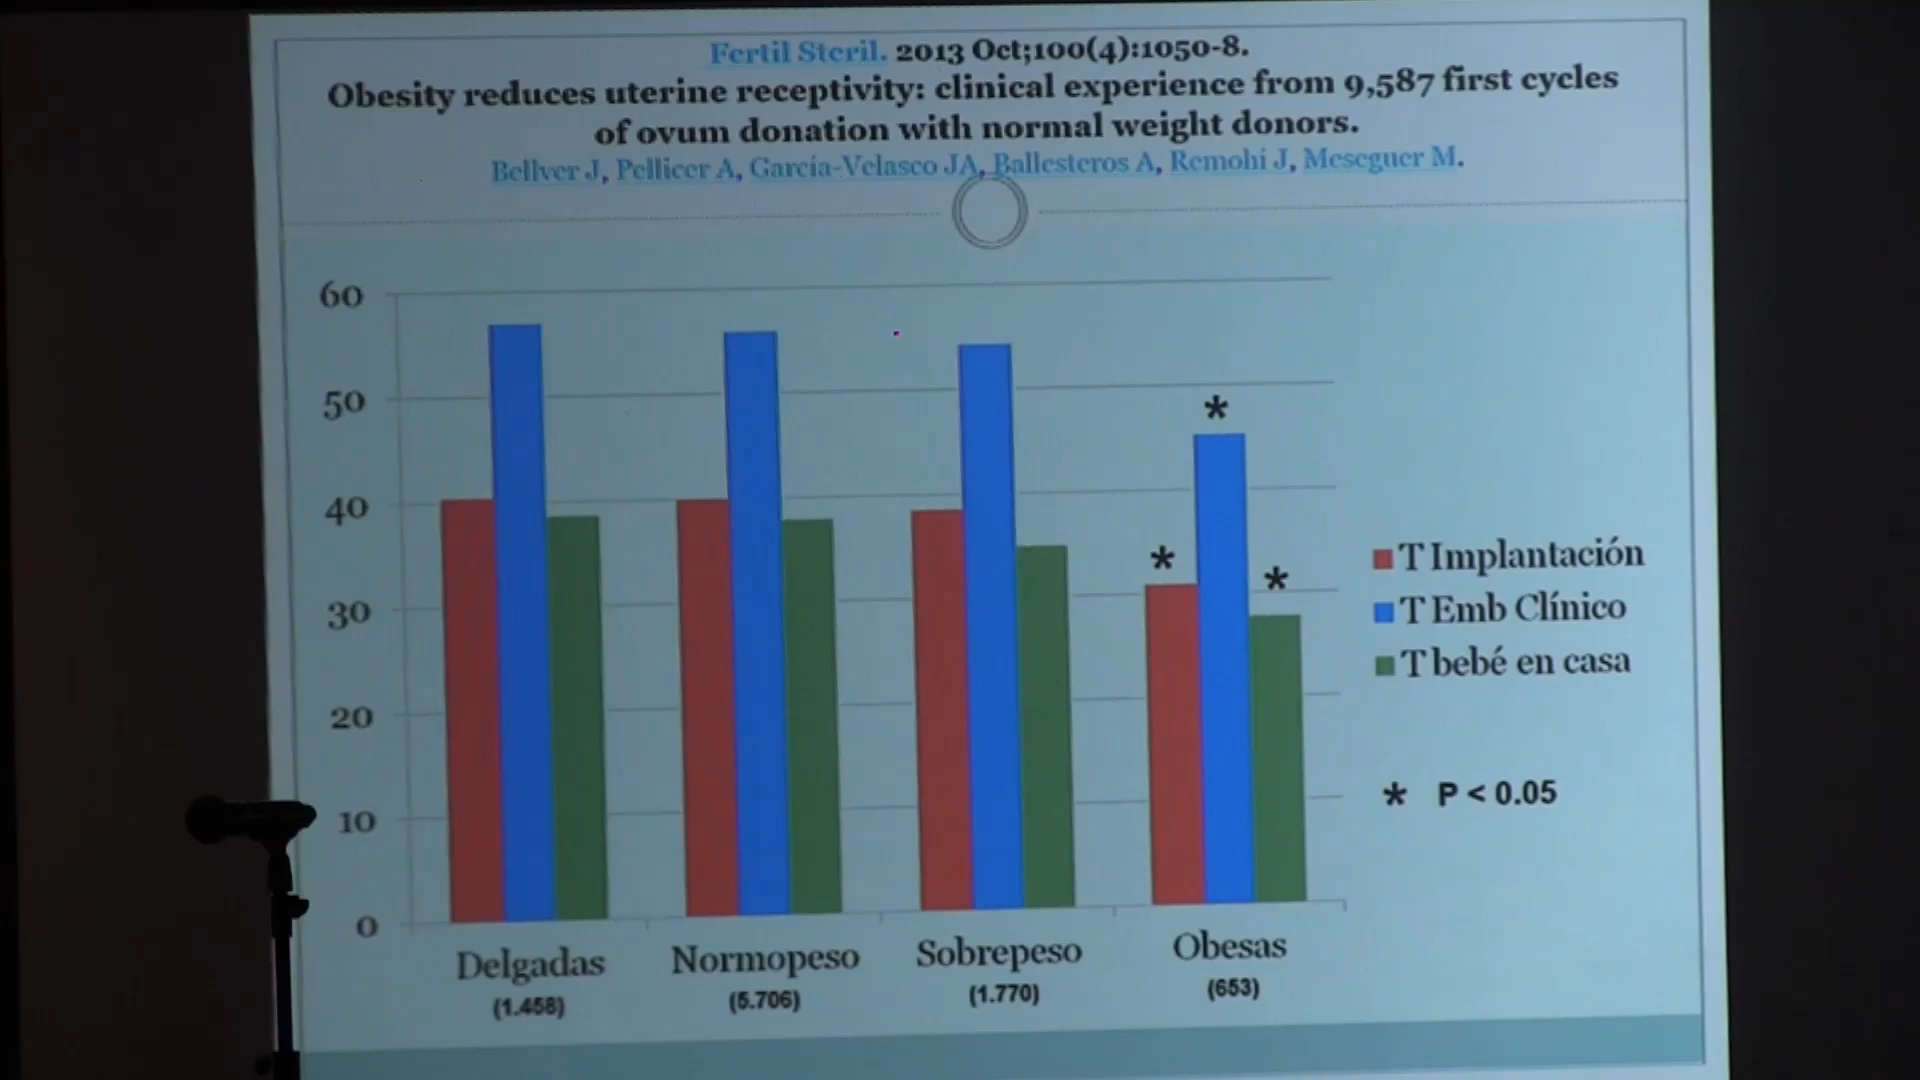 Fertil Steril. 2013 Oct;100(4):1050-8.
Obesity reduces uterine receptivity: clinical experience from 9,587 first cycles
of ovum donation with normal weight donors.
Bellver J, Pellicer A, García-Velasco JA, Ballesteros A, Remohí J, Meseguer M.
60
50
40
30
20
10
0
* * *
T Implantación
T Emb Clínico
T bebé en casa
* P < 0.05
Delgadas Normopeso Sobrepeso Obesas
(1.458) (5.706) (1.770) (653)